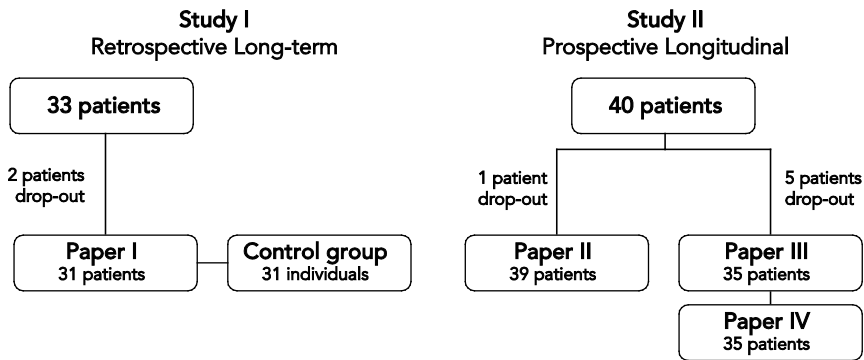 Study I
Retrospective Long-term
33 patients
2 patients
drop-out
Paper I
31 patients
Control group
31 individuals
Study II
Prospective Longitudinal
40 patients
1 patient
drop-out
5 patients
drop-out
Paper II
39 patients
Paper III
35 patients
Paper IV
35 patients